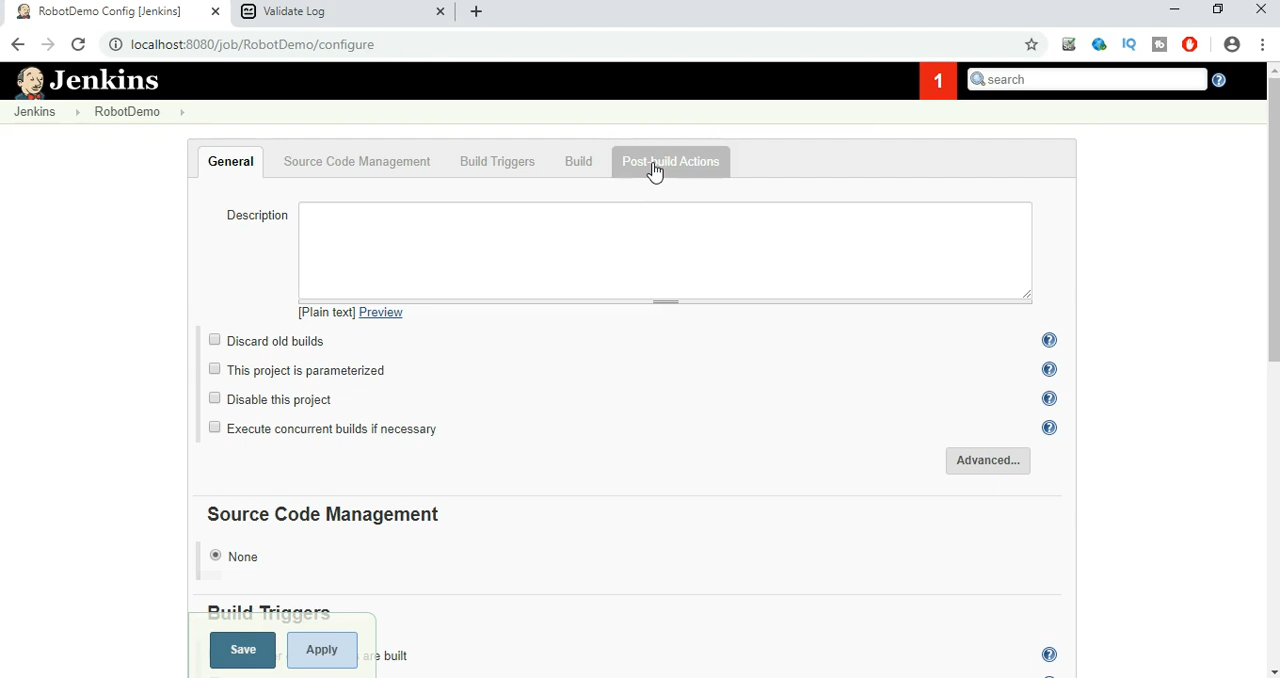 RobotDemo Config [Jenkins]
Validate Log
localhost:8080/job/RobotDemo/configure
Jenkins
1
search
Jenkins
RobotDemo
General
Source Code Management
Build Triggers
Build
Post-build Actions
Description
[Plain text] Preview
Discard old builds
This project is parameterized
Disable this project
Execute concurrent builds if necessary
Advanced...
Source Code Management
None
Build Triggers
Save
Apply
are built